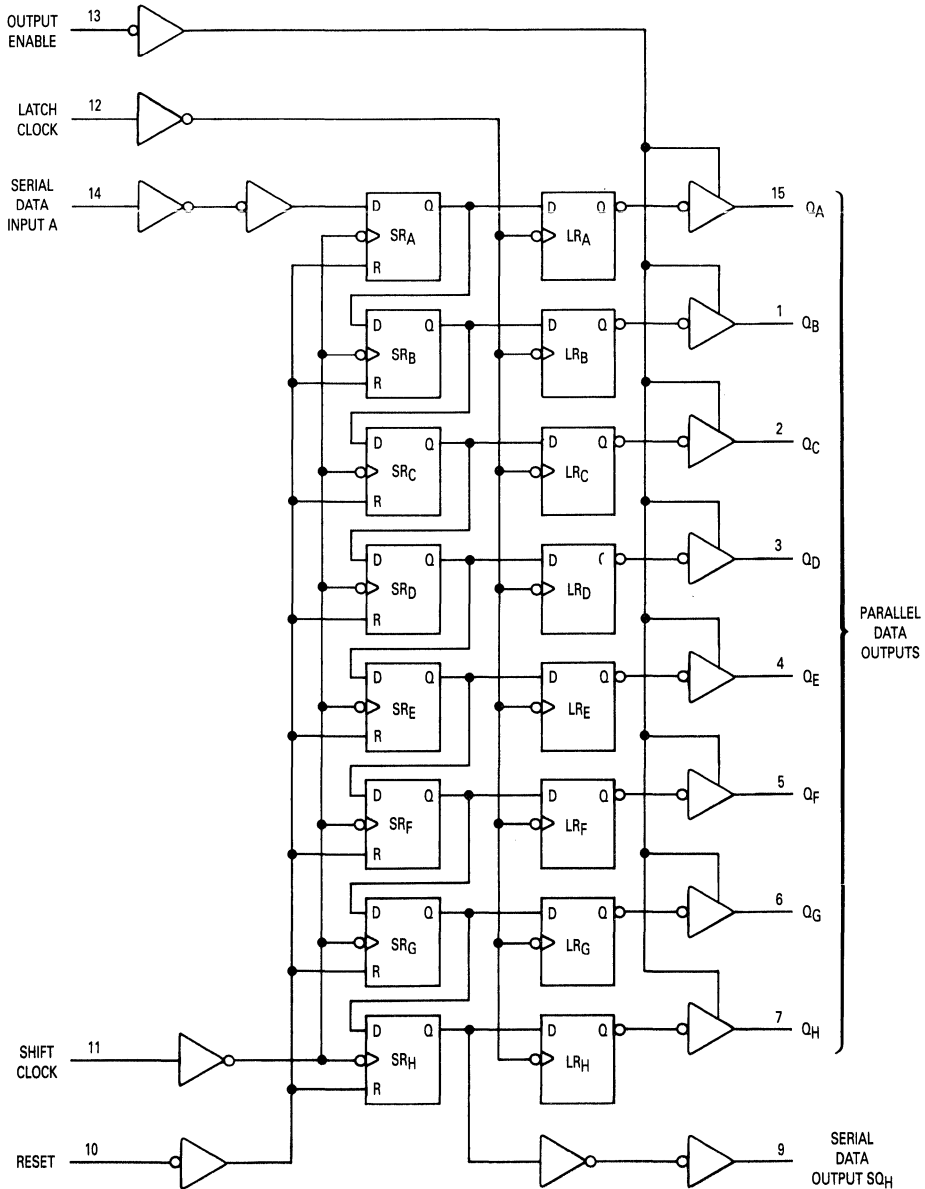 OUTPUT
ENABLE
13
LATCH
CLOCK
12
SERIAL
DATA
INPUT A
14
D Q
SRA
R
D Q
LRA
15
QA
D Q
SRB
R
D Q
LRB
1
QB
D Q
SRC
R
D Q
LRC
2
QC
D Q
SRD
R
D
LRD
3
QD
PARALLEL
DATA
OUTPUTS
D Q
SRE
R
D Q
LRE
4
QE
D Q
SRF
R
D Q
LRF
5
QF
D Q
SRG
R
D Q
LRG
6
QG
D Q
SRH
R
D Q
LRH
7
QH
SHIFT
CLOCK
11
RESET
10
9
SERIAL
DATA
OUTPUT SQH